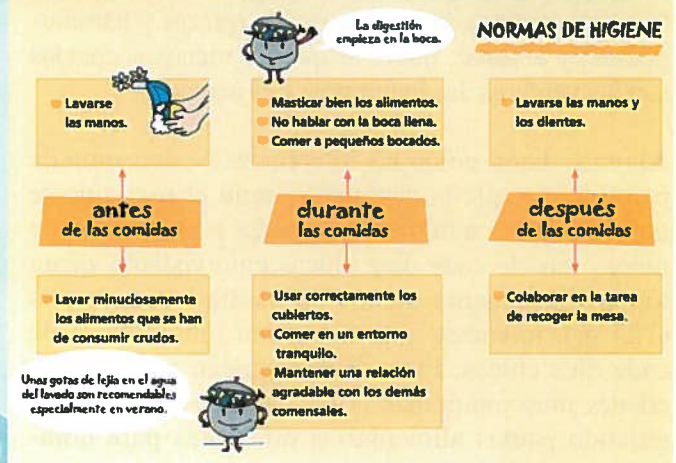 NORMAS DE HIGIENE
La digestión
empieza en la boca.
Lavarse
las manos.
Masticar bien los alimentos.
No hablar con la boca llena.
Comer a pequeños bocados.
Lavarse las manos y
los dientes.
antes
de las comidas
durante
las comidas
después
de las comidas
Lavar minuciosamente
los alimentos que se han
de consumir crudos.
Usar correctamente los
cubiertos.
Comer en un entorno
tranquilo.
Mantener una relación
agradable con los demás
comensales.
Colaborar en la tarea
de recoger la mesa.
Unas gotas de lejía en el agua
del lavado son recomendables
especialmente en verano.